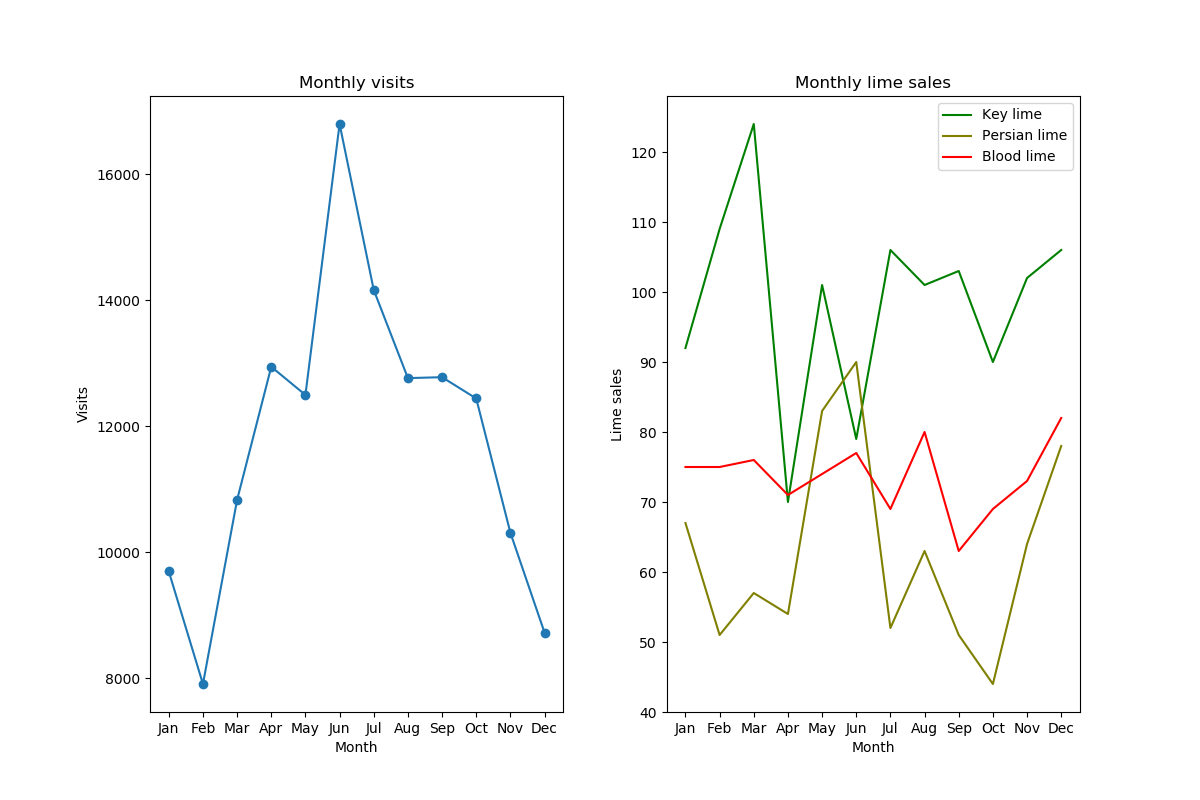 Monthly visits
16000
14000
12000
10000
8000
Visits
Jan Feb Mar Apr May Jun Jul Aug Sep Oct Nov Dec
Month
Monthly lime sales
Key lime
Persian lime
Blood lime
120
110
100
90
80
70
60
50
40
Lime sales
Jan Feb Mar Apr May Jun Jul Aug Sep Oct Nov Dec
Month